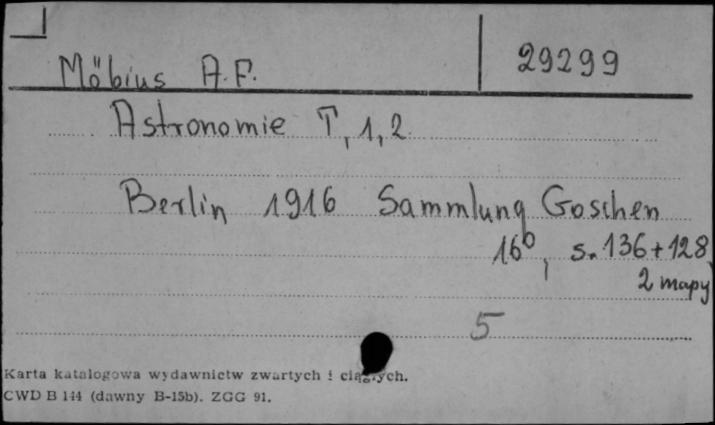 29299
Möbius A.F.
Astronomie T, 1, 2
Berlin 1916 Sammlung Goschen
16⁰, s. 136 + 128
2 mapy
5
Karta katalogowa wydawnictw zwartych i ciągłych.
CWD B 144 (dawny B-15b). ZGG 91.